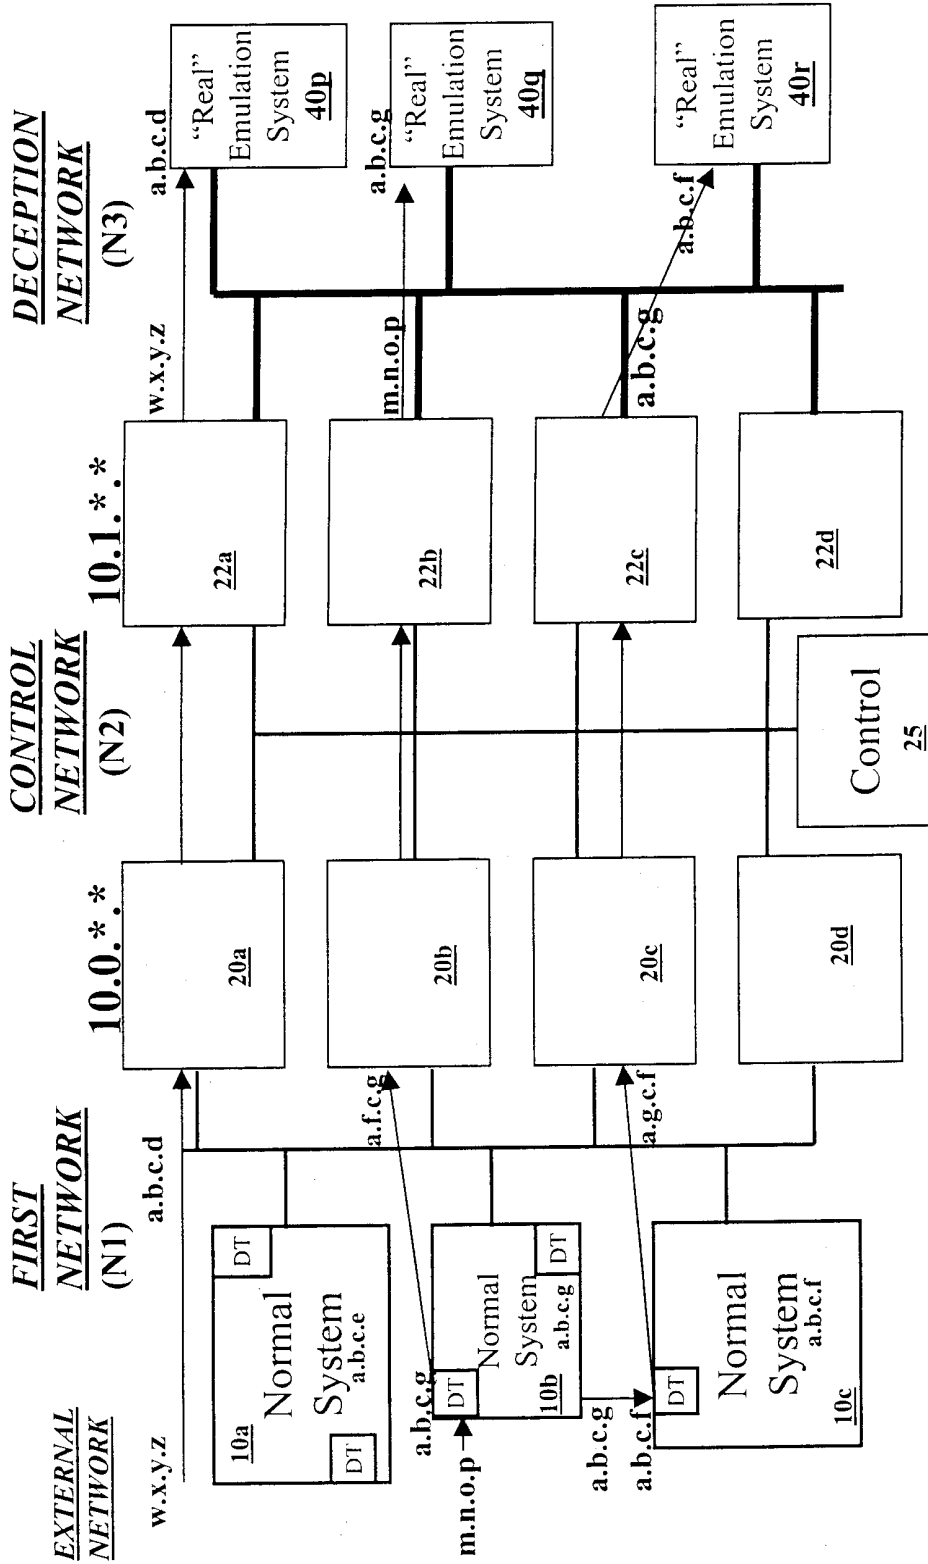 EXTERNAL
NETWORK
FIRST
NETWORK
(N1)
CONTROL
NETWORK
(N2)
DECEPTION
NETWORK
(N3)
10.0.*.*
10.1.*.*
w.x.y.z
a.b.c.d
w.x.y.z
a.b.c.d
10a
Normal
System
a.b.c.e
DT
DT
20a
22a
"Real"
Emulation
System
40p
a.b.c.g
m.n.o.p
DT
Normal
System
a.b.c.g
10b
DT
a.f.c.g
20b
22b
m.n.o.p
a.b.c.g
"Real"
Emulation
System
40q
a.b.c.g
a.b.c.f
DT
Normal
System
a.b.c.f
10c
a.g.c.f
20c
22c
a.b.c.g
a.b.c.f
"Real"
Emulation
System
40r
20d
22d
Control
25